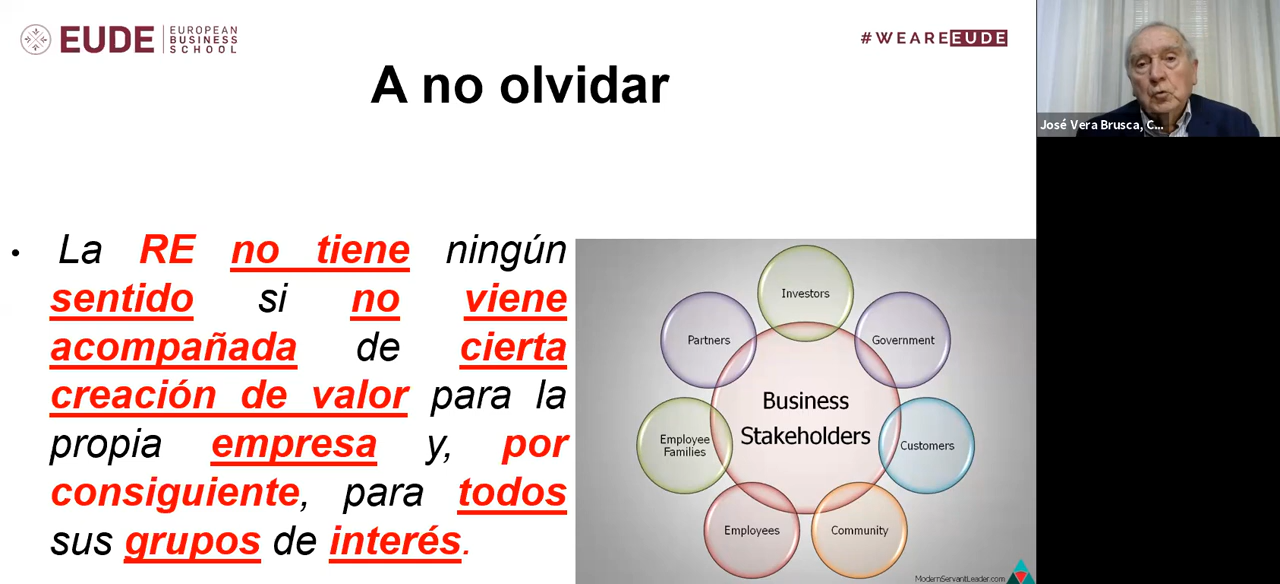 EUDE EUROPEAN
BUSINESS
SCHOOL
#WEAREEUDE
A no olvidar
• La RE no tiene ningún
sentido si no viene
acompañada de cierta
creación de valor para la
propia empresa y, por
consiguiente, para todos
sus grupos de interés.
Investors
Partners
Government
Business
Stakeholders
Employee
Families
Customers
Employees
Community
ModernServantLeader.com
José Vera Brusca, C...